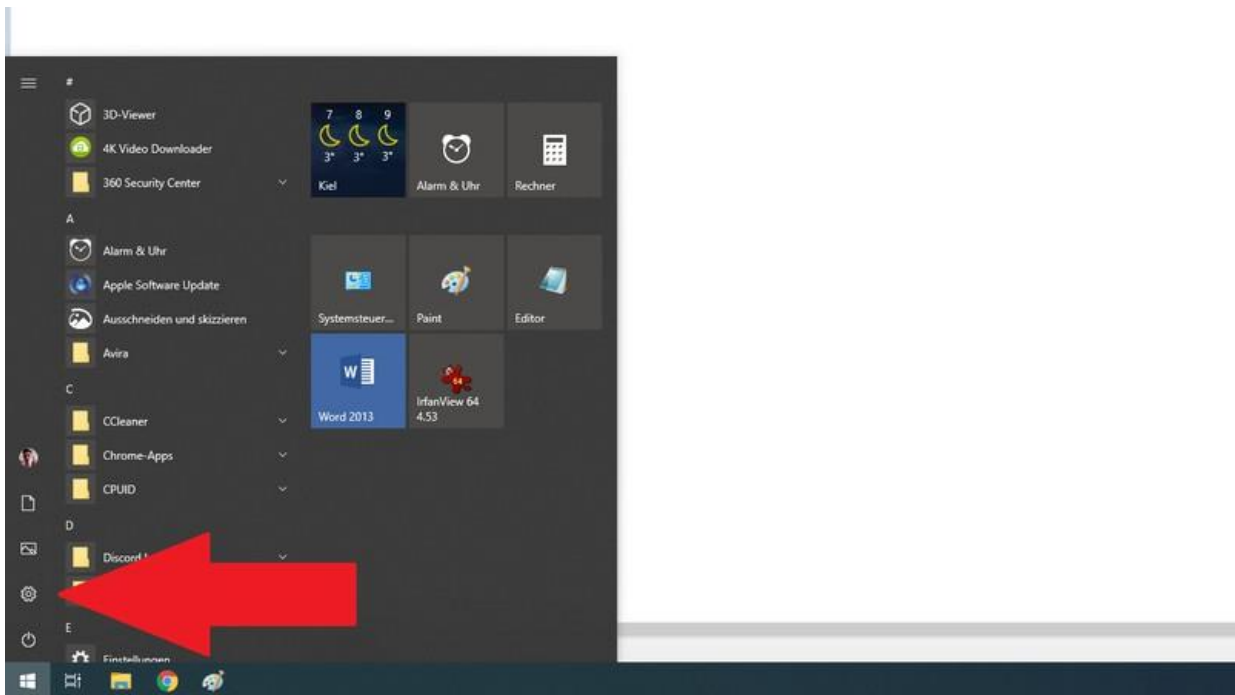 #
3D-Viewer
4K Video Downloader
360 Security Center
A
Alarm & Uhr
Apple Software Update
Ausschneiden und skizzieren
Avira
C
CCleaner
Chrome-Apps
CPUID
D
Discord
E
Einstellungen
7 8 9
3° 3° 3°
Kiel
Alarm & Uhr
Rechner
Systemsteuer...
Paint
Editor
W
Word 2013
64
IrfanView 64
4.53